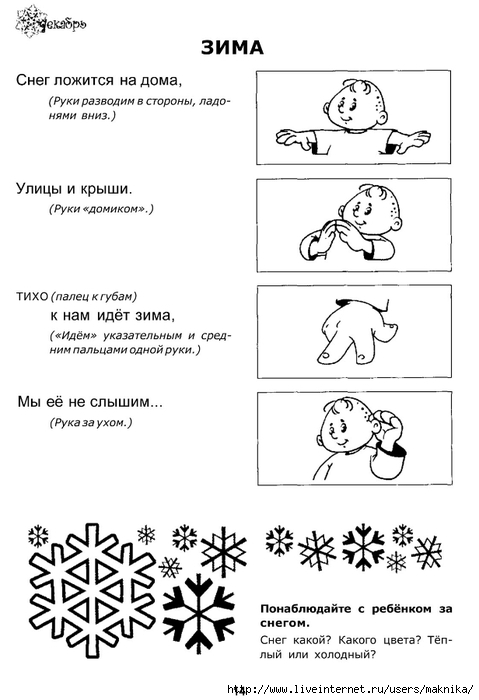 декабрь
ЗИМА
Снег ложится на дома,
(Руки разводим в стороны, ладо-
нями вниз.)
Улицы и крыши.
(Руки «домиком».)
ТИХО (палец к губам)
к нам идёт зима,
(«Идём» указательным и сред-
ним пальцами одной руки.)
Мы её не слышим...
(Рука за ухом.)
Понаблюдайте с ребёнком за
снегом.
Снег какой? Какого цвета? Тёп-
лый или холодный?
14
http://www.liveinternet.ru/users/maknika/